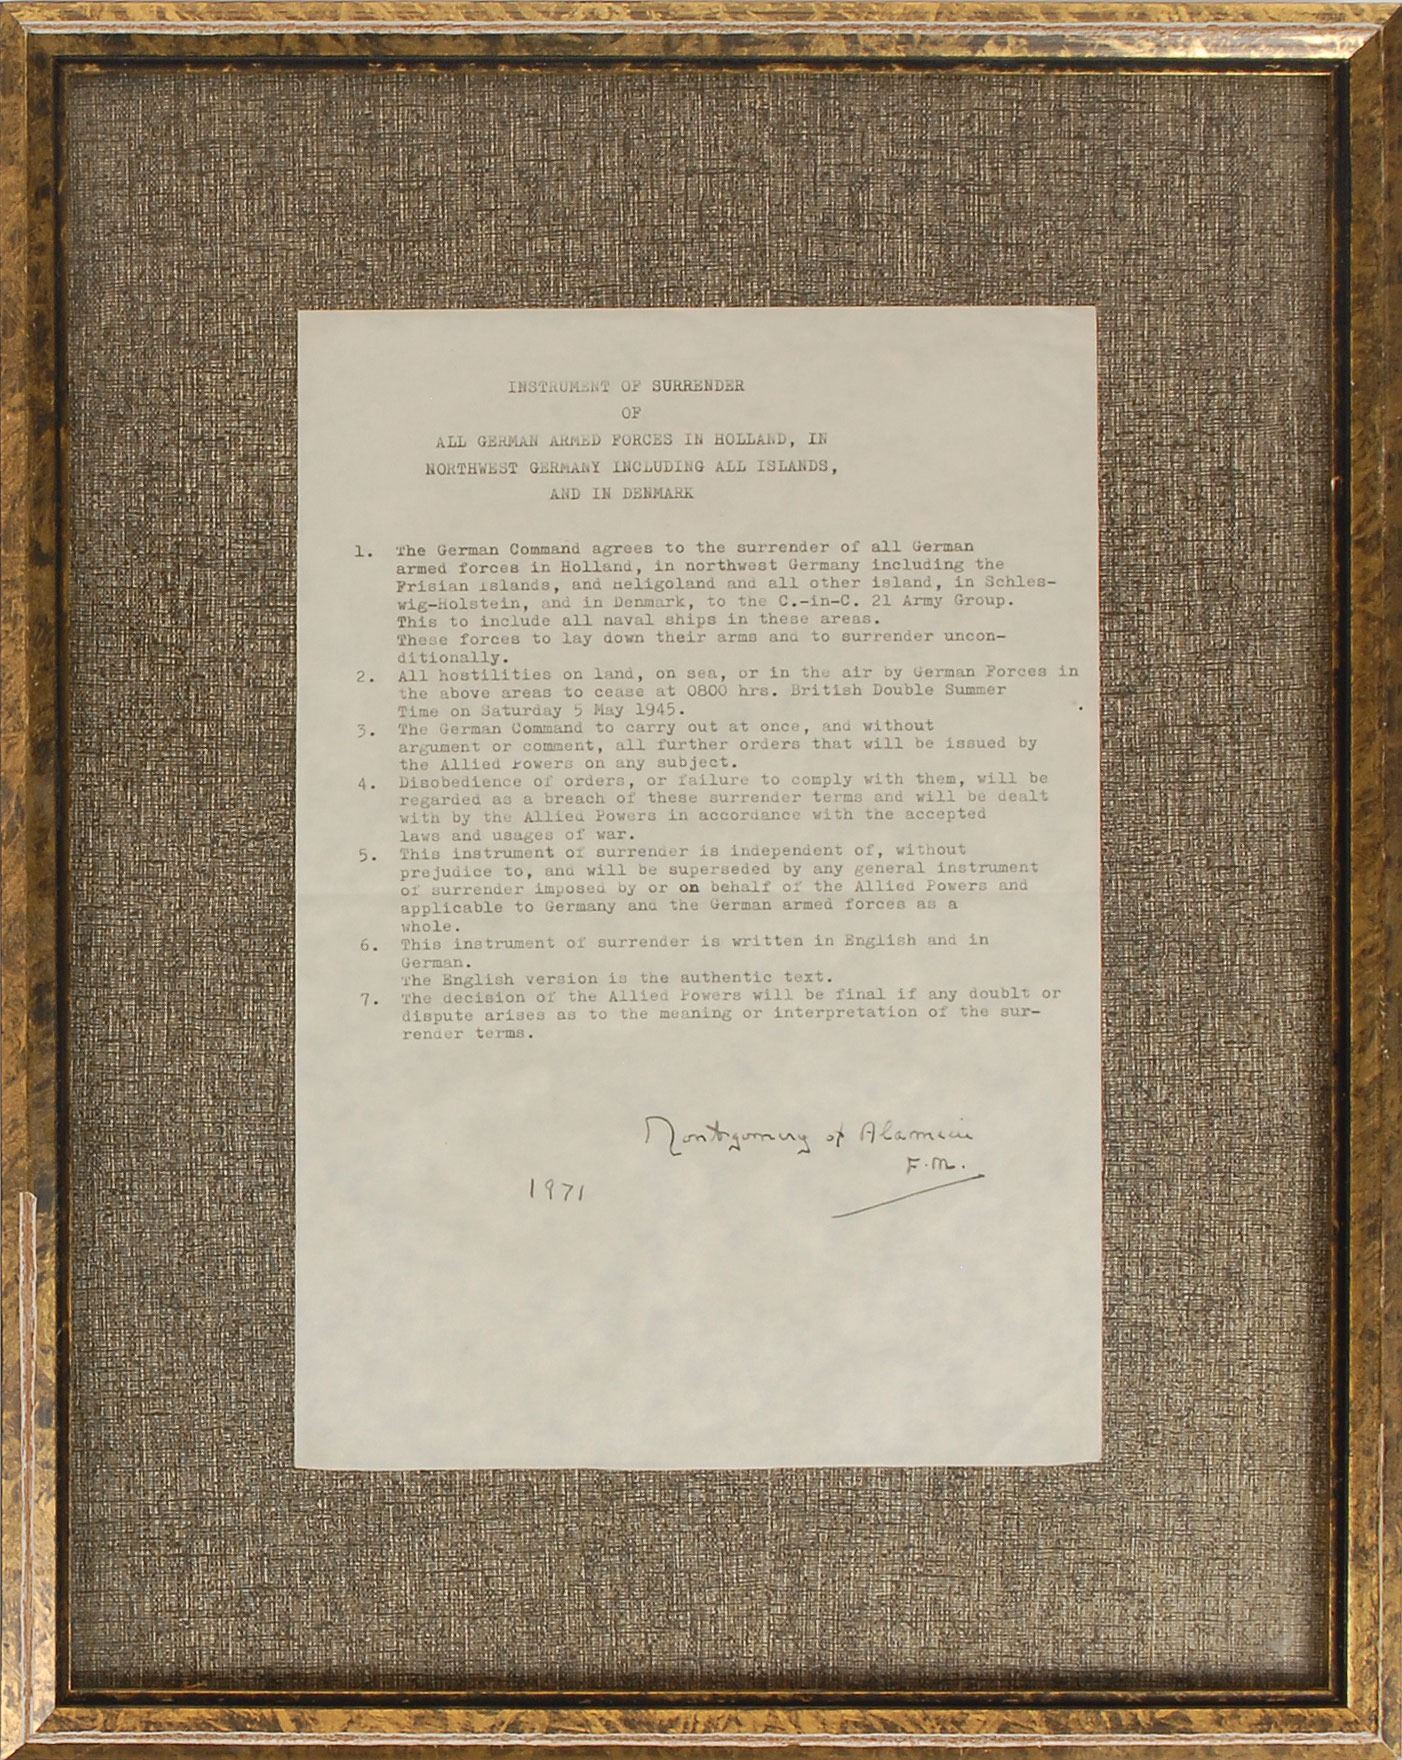 INSTRUMENT OF SURRENDER
OF
ALL GERMAN ARMED FORCES IN HOLLAND, IN
NORTHWEST GERMANY INCLUDING ALL ISLANDS,
AND IN DENMARK
1. The German Command agrees to the surrender of all German
armed forces in Holland, in northwest Germany including the
Frisian islands, and Heligoland and all other island, in Schles-
wig-Holstein, and in Denmark, to the C.-in-C. 21 Army Group.
This to include all naval ships in these areas.
These forces to lay down their arms and to surrender uncon-
ditionally.
2. All hostilities on land, on sea, or in the air by German Forces in
the above areas to cease at 0800 hrs. British Double Summer
Time on Saturday 5 May 1945.
3. The German Command to carry out at once, and without
argument or comment, all further orders that will be issued by
the Allied Powers on any subject.
4. Disobedience of orders, or failure to comply with them, will be
regarded as a breach of these surrender terms and will be dealt
with by the Allied Powers in accordance with the accepted
laws and usages of war.
5. This instrument of surrender is independent of, without
prejudice to, and will be superseded by any general instrument
of surrender imposed by or on behalf of the Allied Powers and
applicable to Germany and the German armed forces as a
whole.
6. This instrument of surrender is written in English and in
German.
The English version is the authentic text.
7. The decision of the Allied Powers will be final if any doublt or
dispute arises as to the meaning or interpretation of the sur-
render terms.
Montgomery of Alamein
F.M.
1971